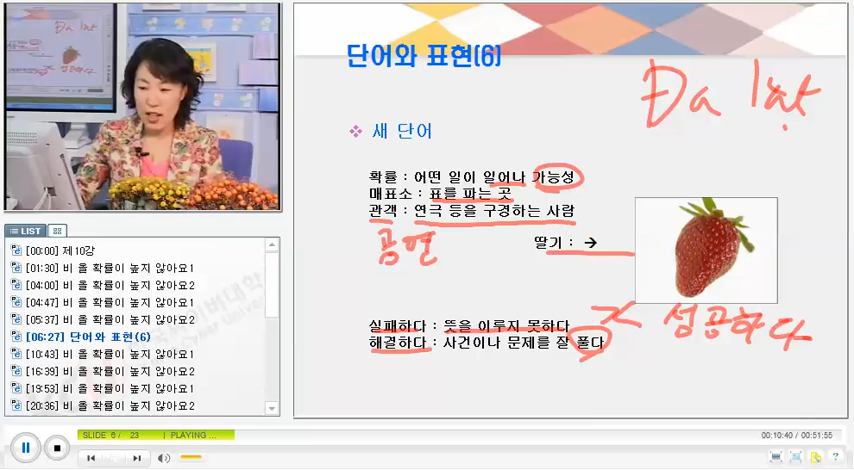 단어와 표현(6)
Đa lạt
새 단어
확률 : 어떤 일이 일어나 가능성
매표소 : 표를 파는 곳
관객 : 연극 등을 구경하는 사람
공연
딸기 : →
실패하다 : 뜻을 이루지 못하다
성공하다
해결하다 : 사건이나 문제를 잘 풀다
LIST
[00:00] 제 10강
[01:30] 비 올 확률이 높지 않아요1
[04:00] 비 올 확률이 높지 않아요2
[04:47] 비 올 확률이 높지 않아요1
[05:37] 비 올 확률이 높지 않아요2
[06:27] 단어와 표현(6)
[10:43] 비 올 확률이 높지 않아요1
[16:39] 비 올 확률이 높지 않아요2
[19:53] 비 올 확률이 높지 않아요1
[20:36] 비 올 확률이 높지 않아요2
SLIDE 6 / 23 | PLAYING ...
00:10:40 / 00:51:55